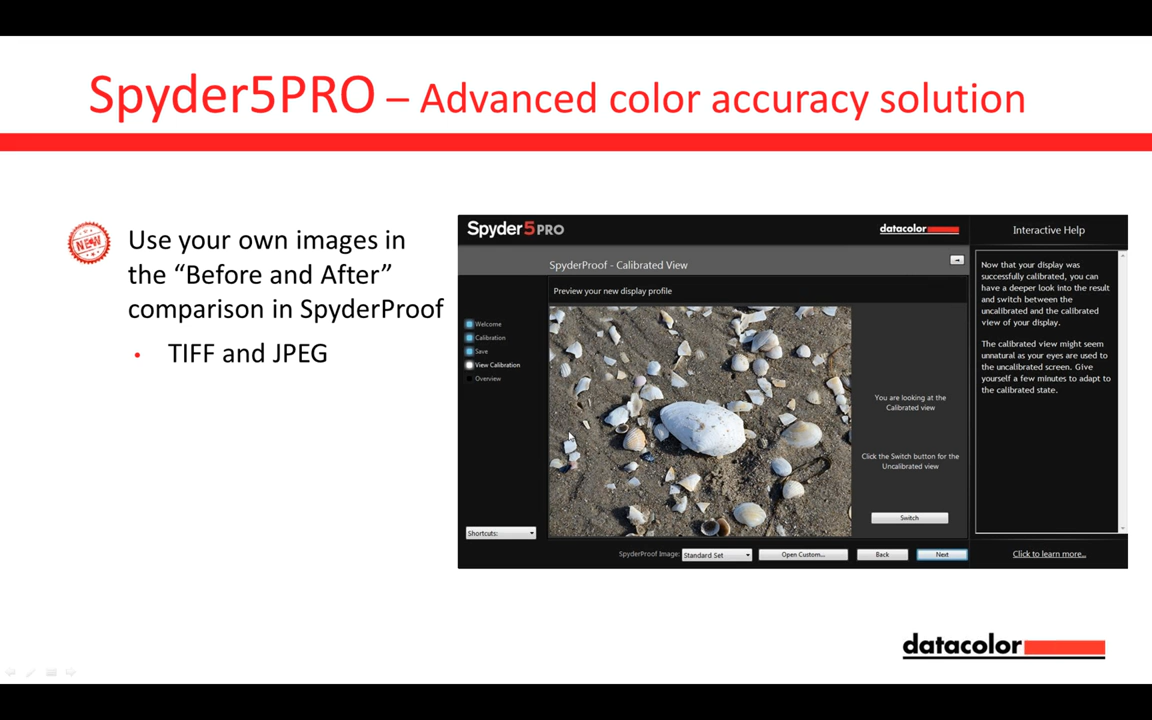 Spyder5PRO – Advanced color accuracy solution
NEW
Use your own images in
the “Before and After”
comparison in SpyderProof
• TIFF and JPEG
Spyder5PRO
datacolor
SpyderProof - Calibrated View
Preview your new display profile
Welcome
Calibration
Save
View Calibration
Overview
Shortcuts:
You are looking at the
Calibrated view
Click the Switch button for the
Uncalibrated view
Switch
SpyderProof Image:
Standard Set
Open Custom...
Back
Next
Interactive Help
Now that your display was
successfully calibrated, you can
have a deeper look into the result
and switch between the
uncalibrated and the calibrated
view of your display.
The calibrated view might seem
unnatural as your eyes are used to
the uncalibrated screen. Give
yourself a few minutes to adapt to
the calibrated state.
Click to learn more...
datacolor